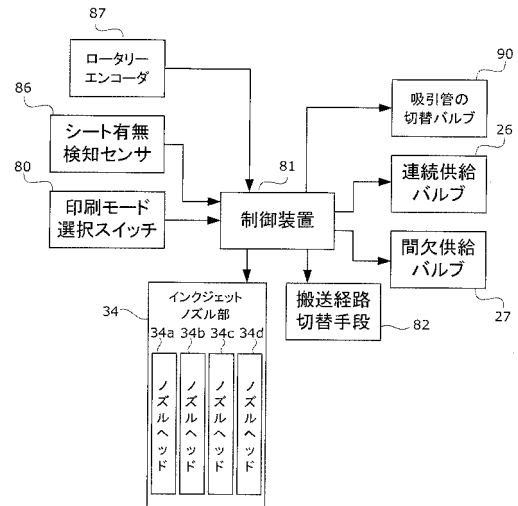 87
ロータリー
エンコーダ
86
シート有無
検知センサ
80
印刷モード
選択スイッチ
81
制御装置
90
吸引管の
切替バルブ
26
連続供給
バルブ
間欠供給
バルブ
27
搬送経路
切替手段
82
インクジェット
ノズル部
34
34a 34b 34c 34d
ノズルヘッド
ノズルヘッド
ノズルヘッド
ノズルヘッド